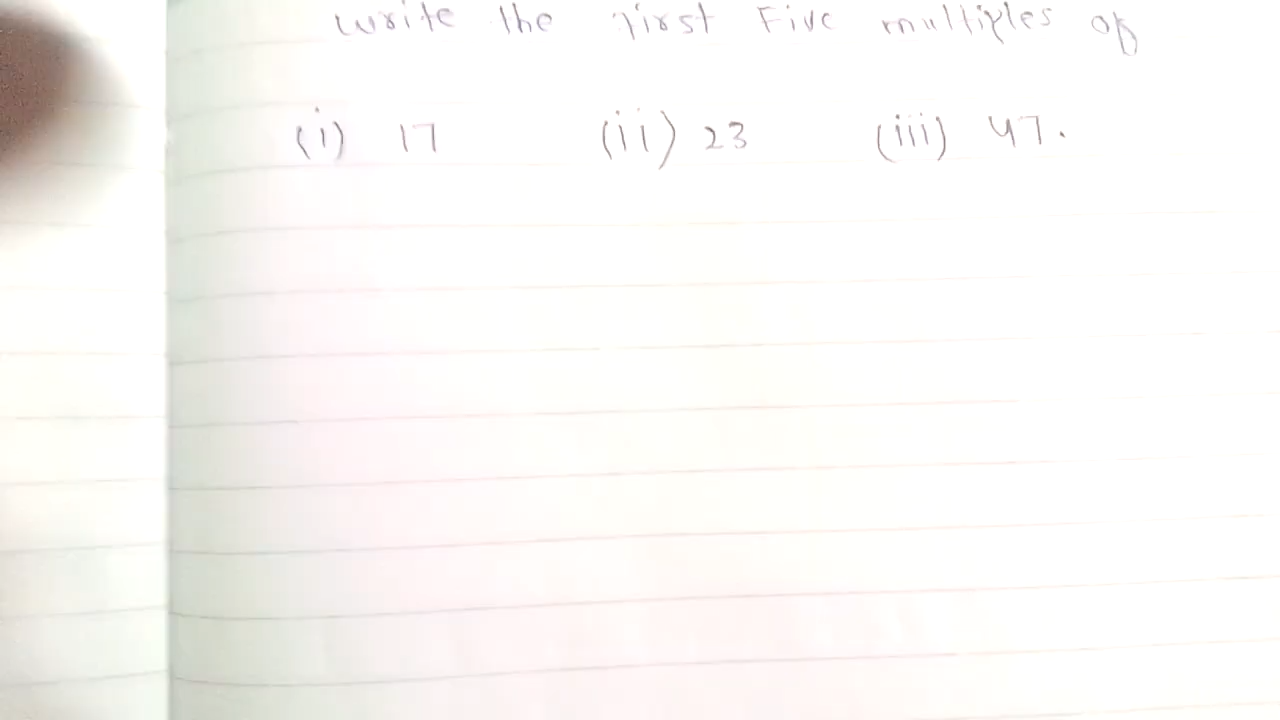 write the first Five multiples of
(i) 17 (ii) 23 (iii) 47.